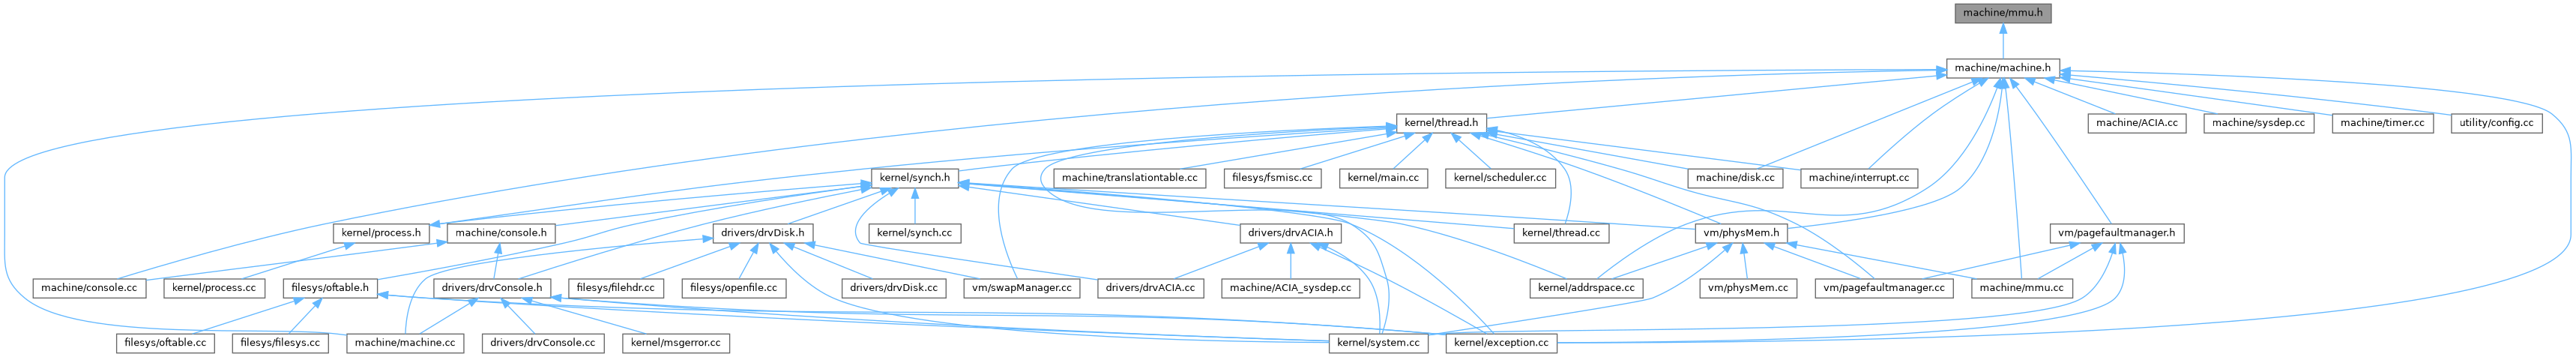 machine/mmu.h
machine/machine.h
kernel/thread.h
machine/ACIA.cc
machine/sysdep.cc
machine/timer.cc
utility/config.cc
kernel/synch.h
machine/translationtable.cc
filesys/fsmisc.cc
kernel/main.cc
kernel/scheduler.cc
machine/disk.cc
machine/interrupt.cc
kernel/process.h
machine/console.h
drivers/drvDisk.h
kernel/synch.cc
drivers/drvACIA.h
kernel/thread.cc
vm/physMem.h
vm/pagefaultmanager.h
machine/console.cc
kernel/process.cc
filesys/oftable.h
drivers/drvConsole.h
filesys/filehdr.cc
filesys/openfile.cc
drivers/drvDisk.cc
vm/swapManager.cc
drivers/drvACIA.cc
machine/ACIA_sysdep.cc
kernel/addrspace.cc
vm/physMem.cc
vm/pagefaultmanager.cc
machine/mmu.cc
filesys/oftable.cc
filesys/filesys.cc
machine/machine.cc
drivers/drvConsole.cc
kernel/msgerror.cc
kernel/system.cc
kernel/exception.cc